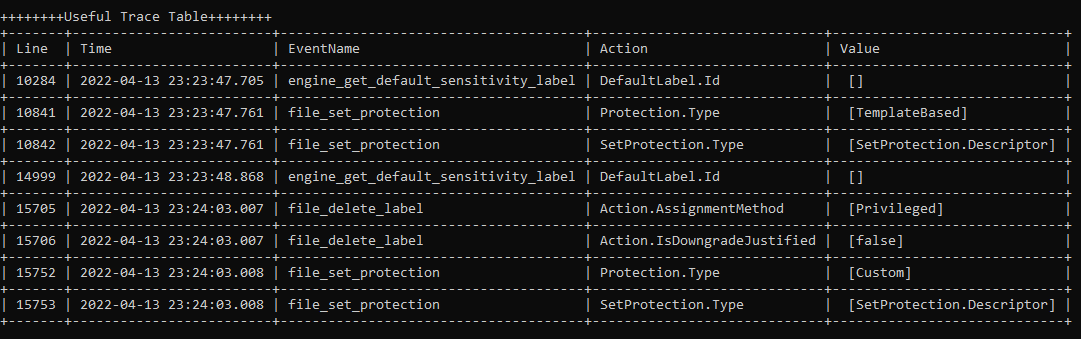 ++++++++Useful Trace Table++++++++
| Line | Time | EventName | Action | Value |
| 10284 | 2022-04-13 23:23:47.705 | engine_get_default_sensitivity_label | DefaultLabel.Id | [] |
| 10841 | 2022-04-13 23:23:47.761 | file_set_protection | Protection.Type | [TemplateBased] |
| 10842 | 2022-04-13 23:23:47.761 | file_set_protection | SetProtection.Type | [SetProtection.Descriptor] |
| 14999 | 2022-04-13 23:23:48.868 | engine_get_default_sensitivity_label | DefaultLabel.Id | [] |
| 15705 | 2022-04-13 23:24:03.007 | file_delete_label | Action.AssignmentMethod | [Privileged] |
| 15706 | 2022-04-13 23:24:03.007 | file_delete_label | Action.IsDowngradeJustified | [false] |
| 15752 | 2022-04-13 23:24:03.008 | file_set_protection | Protection.Type | [Custom] |
| 15753 | 2022-04-13 23:24:03.008 | file_set_protection | SetProtection.Type | [SetProtection.Descriptor] |